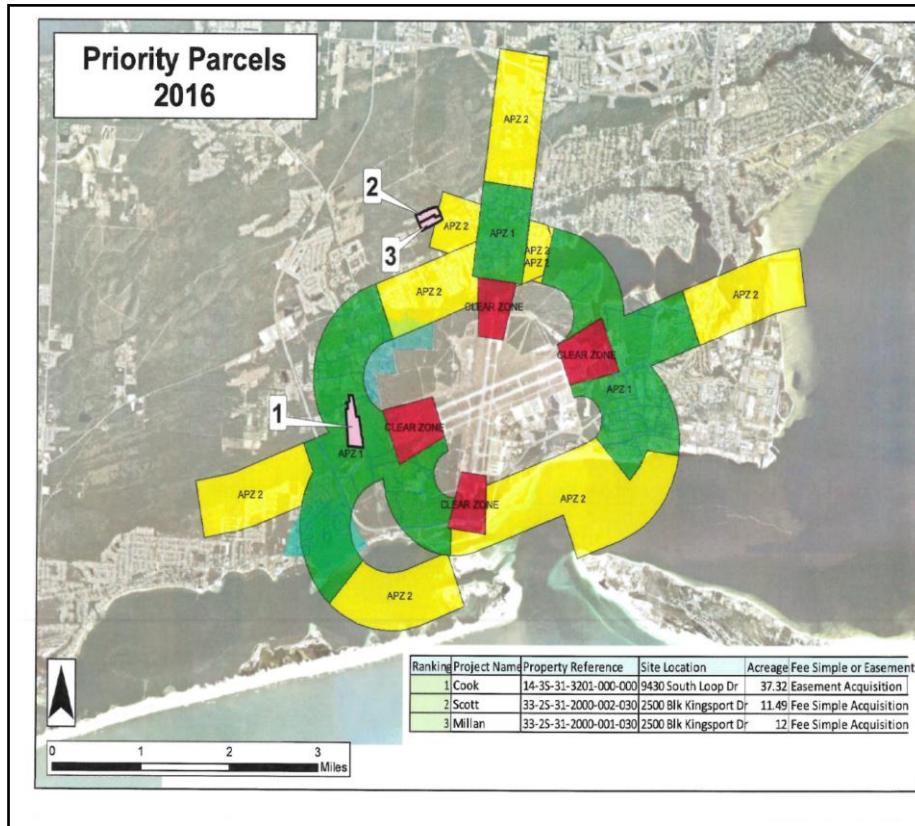 Priority Parcels
2016
APZ 2
2
3
APZ 2
APZ 1
APZ 2
APZ 2
APZ 2
CLEAR ZONE
APZ 2
CLEAR ZONE
APZ 1
1
CLEAR ZONE
APZ 1
APZ 2
CLEAR ZONE
APZ 2
APZ 2
Ranking Project Name Property Reference Site Location Acreage Fee Simple or Easement
1 Cook 14-3S-31-3201-000-000 9430 South Loop Dr 37.32 Easement Acquisition
2 Scott 33-2S-31-2000-002-030 2500 Blk Kingsport Dr 11.49 Fee Simple Acquisition
3 Millan 33-2S-31-2000-001-030 2500 Blk Kingsport Dr 12 Fee Simple Acquisition
0 1 2 3
Miles